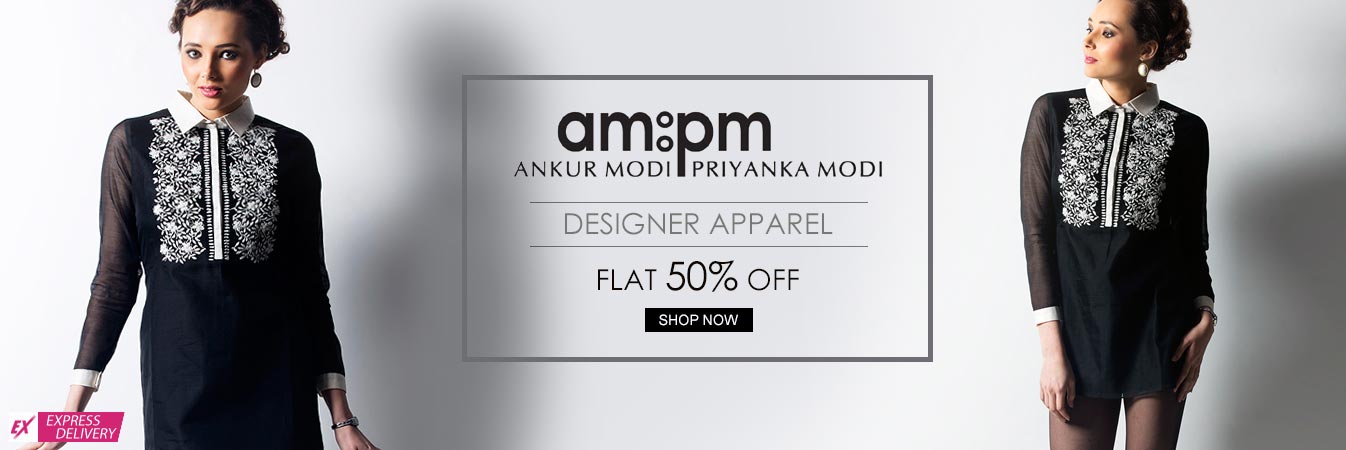 am:pm
ANKUR MODI PRIYANKA MODI
DESIGNER APPAREL
FLAT 50% OFF
SHOP NOW
EX EXPRESS
DELIVERY